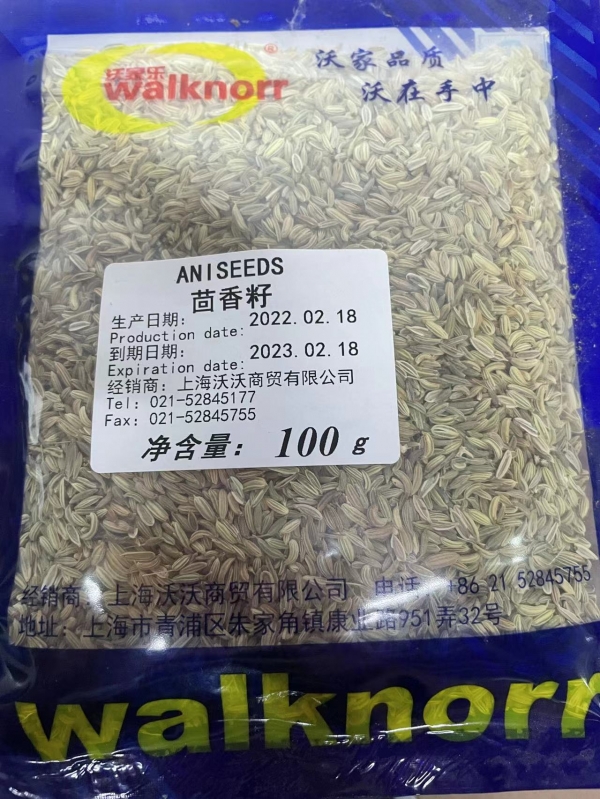 沃家乐
walknorr
®
沃家品质
沃在手中
ANISEEDS
茴香籽
生产日期: 2022.02.18
Production date:
到期日期: 2023.02.18
Expiration date:
经销商: 上海沃沃商贸有限公司
Tel: 021-52845177
Fax: 021-52845755
净含量: 100 g
经销商: 上海沃沃商贸有限公司 电话: +86 21 52845755
地址: 上海市青浦区朱家角镇康业路951弄32号
walknorr